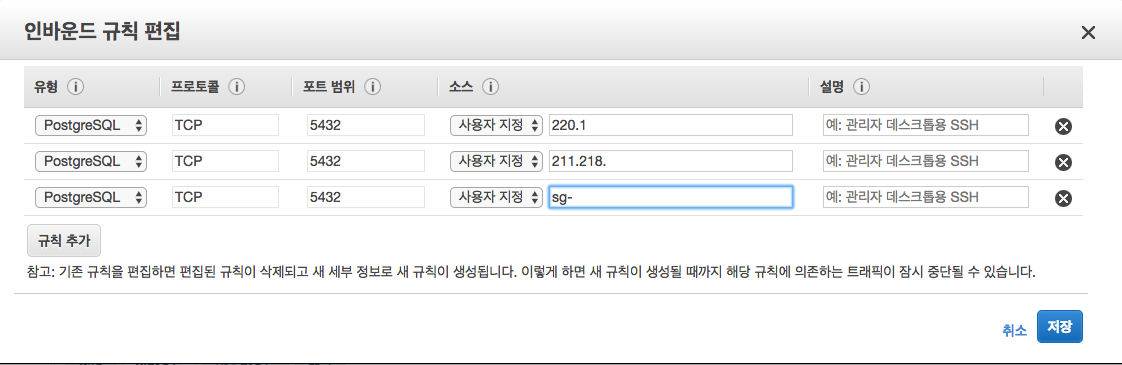 인바운드 규칙 편집
유형 프로토콜 포트 범위 소스 설명
PostgreSQL TCP 5432 사용자 지정 220.1 예: 관리자 데스크톱용 SSH
PostgreSQL TCP 5432 사용자 지정 211.218. 예: 관리자 데스크톱용 SSH
PostgreSQL TCP 5432 사용자 지정 sg- 예: 관리자 데스크톱용 SSH
규칙 추가
참고: 기존 규칙을 편집하면 편집된 규칙이 삭제되고 새 세부 정보로 새 규칙이 생성됩니다. 이렇게 하면 새 규칙이 생성될 때까지 해당 규칙에 의존하는 트래픽이 잠시 중단될 수 있습니다.
취소 저장